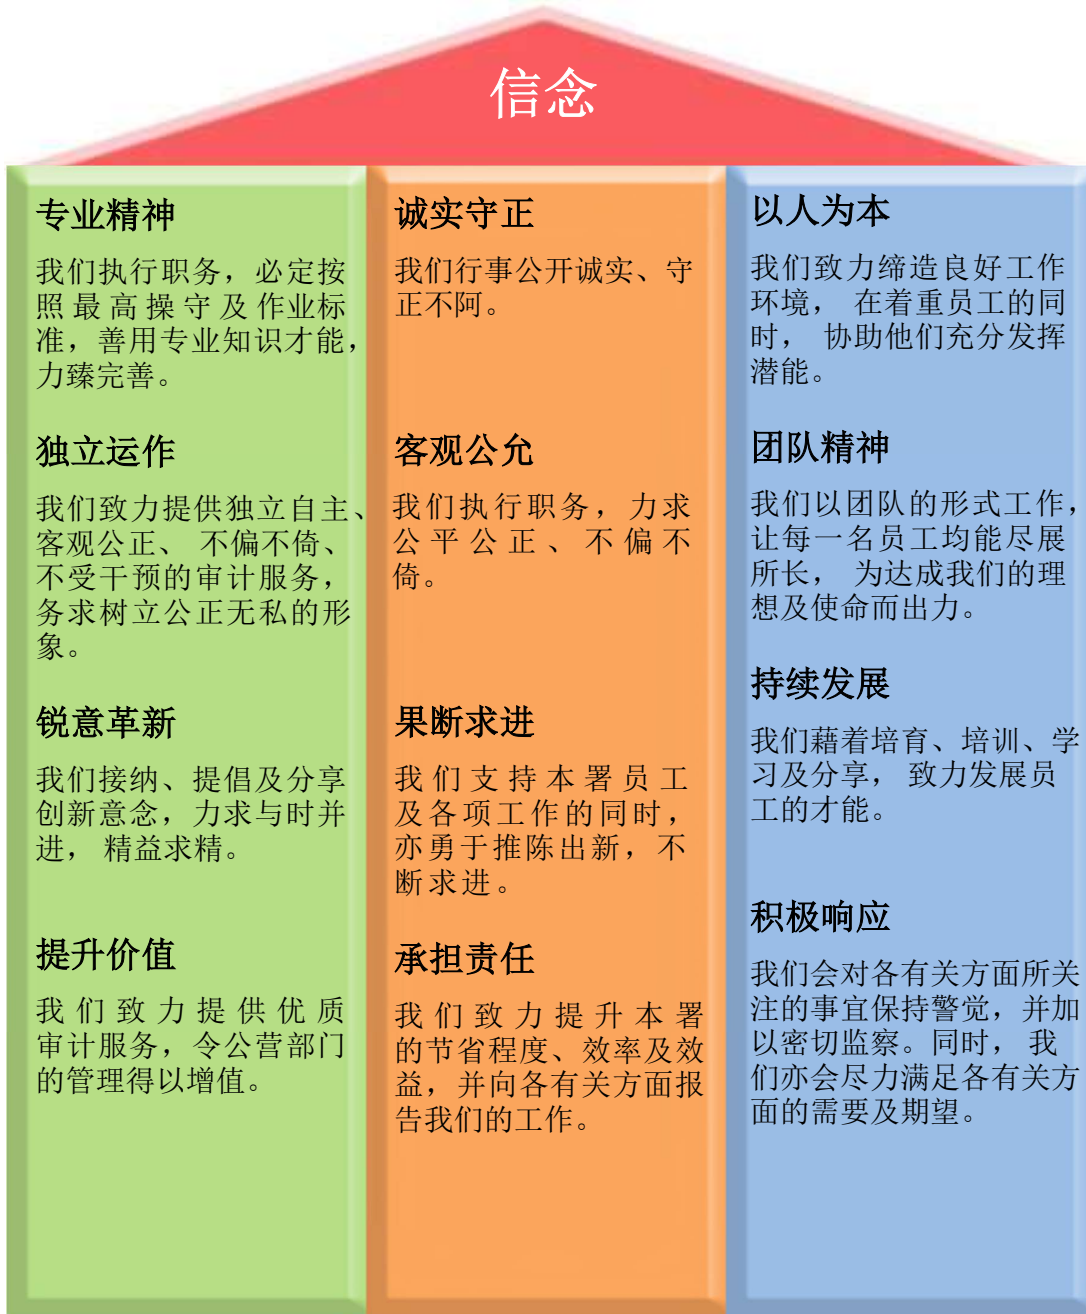 信念
专业精神
我们执行职务，必定按
照最高操守及作业标
准，善用专业知识才能，
力臻完善。
独立运作
我们致力提供独立自主、
客观公正、 不偏不倚、
不受干预的审计服务，
务求树立公正无私的形
象。
锐意革新
我们接纳、提倡及分享
创新意念，力求与时并
进， 精益求精。
提升价值
我们致力提供优质
审计服务，令公营部门
的管理得以增值。
诚实守正
我们行事公开诚实、守
正不阿。
客观公允
我们执行职务，力求
公平公正、不偏不
倚。
果断求进
我们支持本署员工
及各项工作的同时，
亦勇于推陈出新，不
断求进。
承担责任
我们致力提升本署
的节省程度、效率及效
益，并向各有关方面报
告我们的工作。
以人为本
我们致力缔造良好工作
环境， 在着重员工的同
时， 协助他们充分发挥
潜能。
团队精神
我们以团队的形式工作，
让每一名员工均能尽展
所长， 为达成我们的理
想及使命而出力。
持续发展
我们藉着培育、培训、学
习及分享， 致力发展员
工的才能。
积极响应
我们会对各有关方面所关
注的事宜保持警觉，并加
以密切监察。同时， 我
们亦会尽力满足各有关方
面的需要及期望。